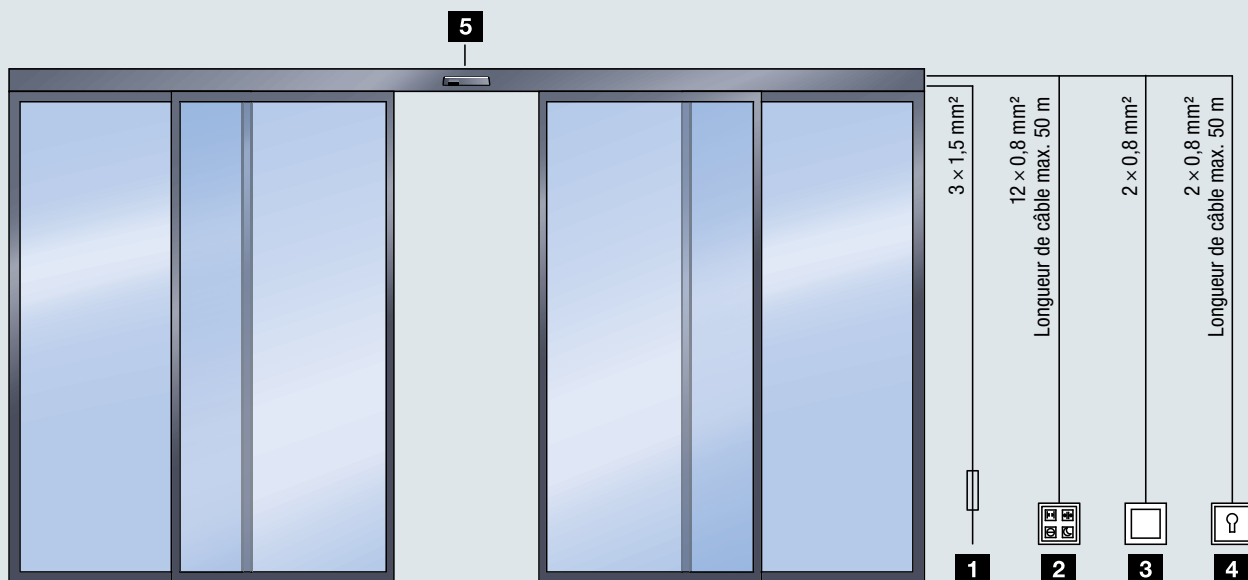 5
3 × 1,5 mm²
12 × 0,8 mm²
Longueur de câble max. 50 m
2 × 0,8 mm²
2 × 0,8 mm²
Longueur de câble max. 50 m
1
2
3
4